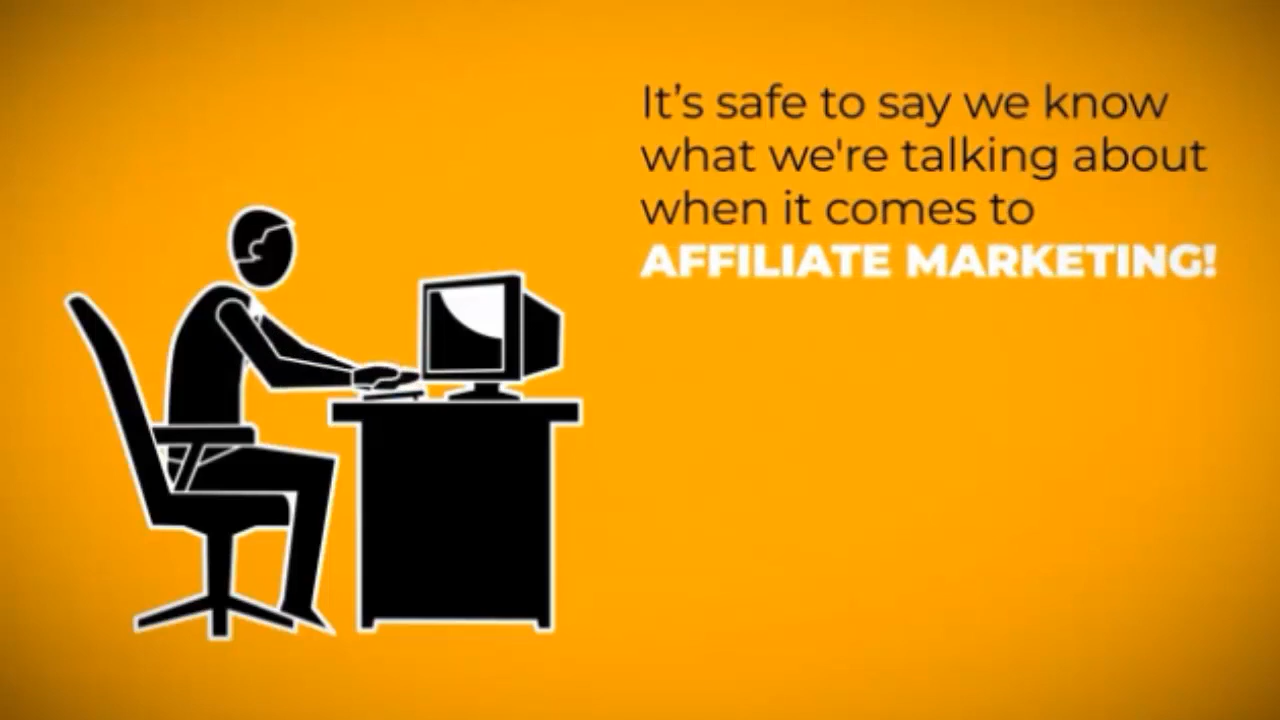 It’s safe to say we know
what we're talking about
when it comes to
AFFILIATE MARKETING!